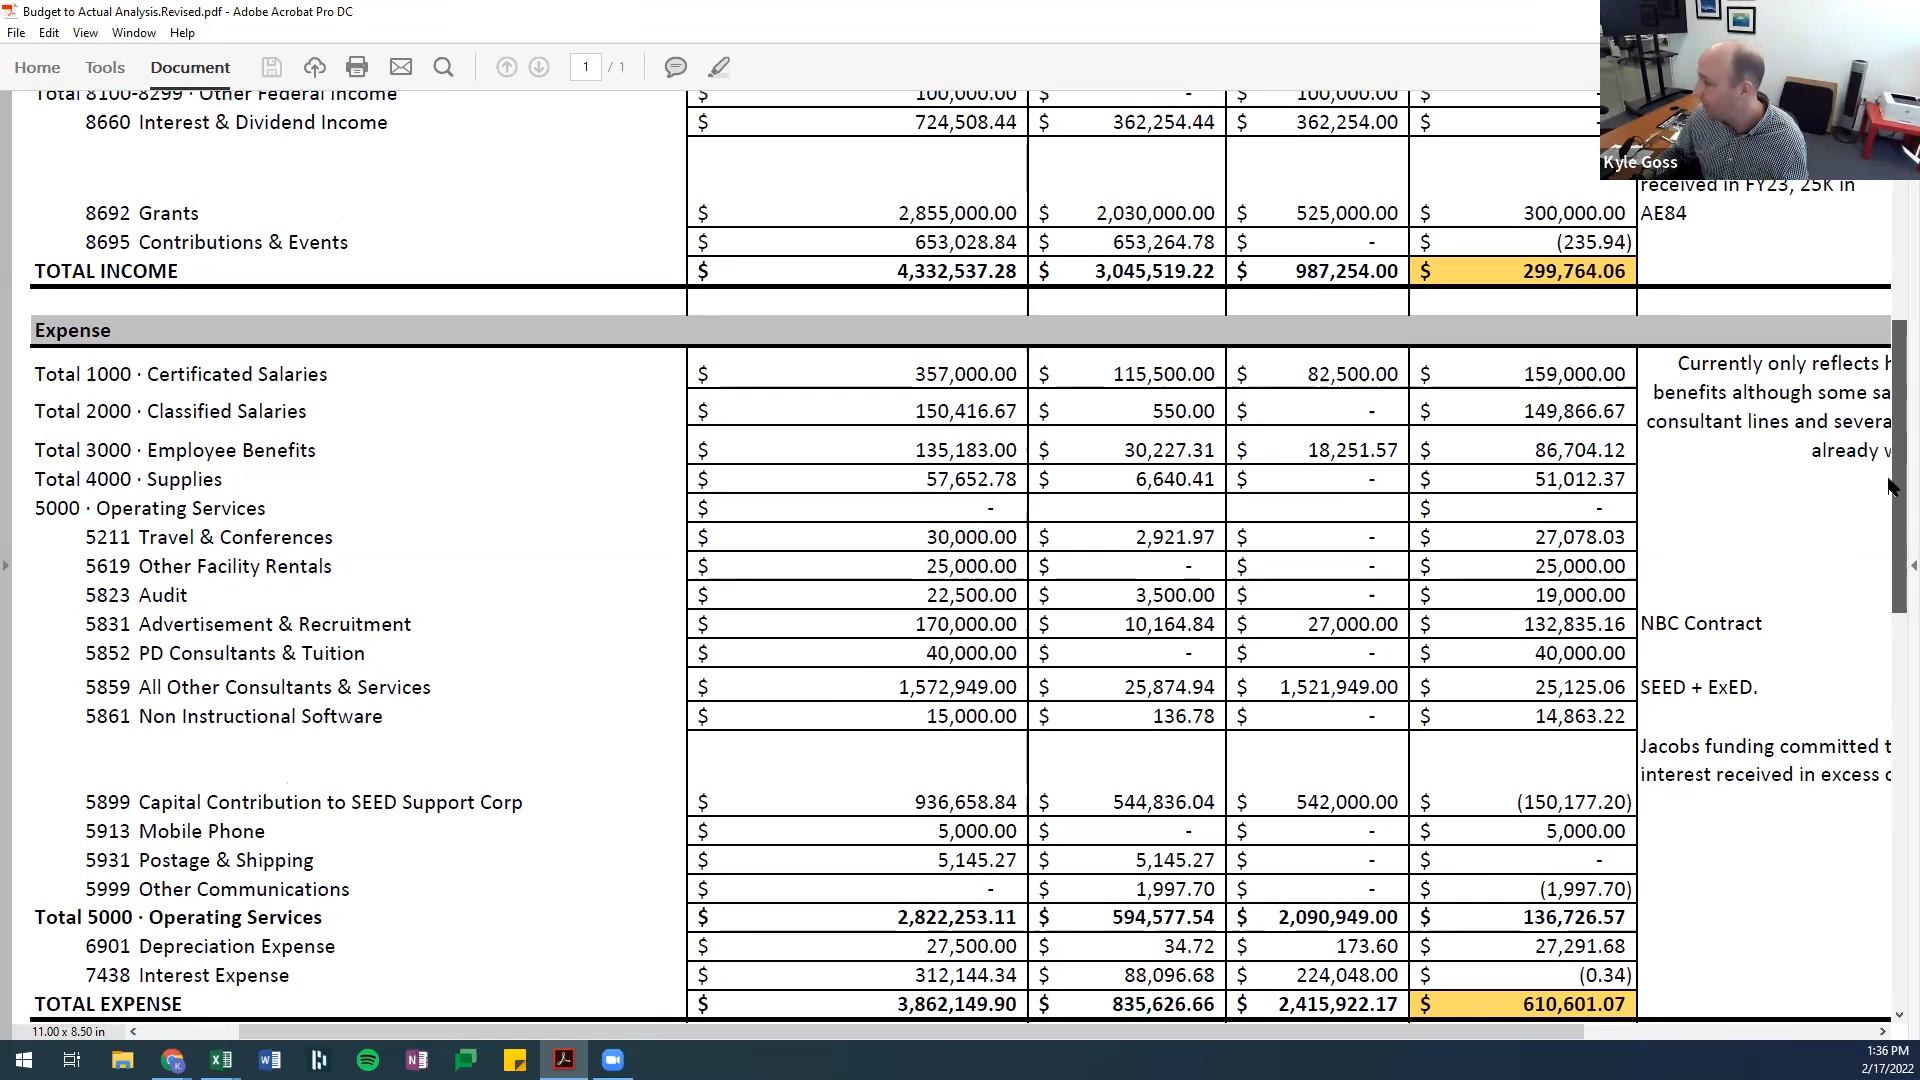 Budget to Actual Analysis.Revised.pdf - Adobe Acrobat Pro DC
File Edit View Window Help
Home Tools Document 1 / 1
Total 8100-8299 · Other Federal Income $ 100,000.00 $ - $ 100,000.00 $ -
8660 Interest & Dividend Income $ 724,508.44 $ 362,254.44 $ 362,254.00 $ -
Kyle Goss
received in FY23, 25K in
8692 Grants $ 2,855,000.00 $ 2,030,000.00 $ 525,000.00 $ 300,000.00 AE84
8695 Contributions & Events $ 653,028.84 $ 653,264.78 $ - $ (235.94)
TOTAL INCOME $ 4,332,537.28 $ 3,045,519.22 $ 987,254.00 $ 299,764.06
Expense
Currently only reflects
Total 1000 · Certificated Salaries $ 357,000.00 $ 115,500.00 $ 82,500.00 $ 159,000.00
benefits although some
Total 2000 · Classified Salaries $ 150,416.67 $ 550.00 $ - $ 149,866.67
consultant lines and
Total 3000 · Employee Benefits $ 135,183.00 $ 30,227.31 $ 18,251.57 $ 86,704.12 already
Total 4000 · Supplies $ 57,652.78 $ 6,640.41 $ - $ 51,012.37
5000 · Operating Services $ - $ -
5211 Travel & Conferences $ 30,000.00 $ 2,921.97 $ - $ 27,078.03
5619 Other Facility Rentals $ 25,000.00 $ - $ - $ 25,000.00
5823 Audit $ 22,500.00 $ 3,500.00 $ - $ 19,000.00
5831 Advertisement & Recruitment $ 170,000.00 $ 10,164.84 $ 27,000.00 $ 132,835.16 NBC Contract
5852 PD Consultants & Tuition $ 40,000.00 $ - $ - $ 40,000.00
5859 All Other Consultants & Services $ 1,572,949.00 $ 25,874.94 $ 1,521,949.00 $ 25,125.06 SEED + ExED.
5861 Non Instructional Software $ 15,000.00 $ 136.78 $ - $ 14,863.22
Jacobs funding committed
interest received in excess
5899 Capital Contribution to SEED Support Corp $ 936,658.84 $ 544,836.04 $ 542,000.00 $ (150,177.20)
5913 Mobile Phone $ 5,000.00 $ - $ - $ 5,000.00
5931 Postage & Shipping $ 5,145.27 $ 5,145.27 $ - $ -
5999 Other Communications $ - $ 1,997.70 $ - $ (1,997.70)
Total 5000 · Operating Services $ 2,822,253.11 $ 594,577.54 $ 2,090,949.00 $ 136,726.57
6901 Depreciation Expense $ 27,500.00 $ 34.72 $ 173.60 $ 27,291.68
7438 Interest Expense $ 312,144.34 $ 88,096.68 $ 224,048.00 $ (0.34)
TOTAL EXPENSE $ 3,862,149.90 $ 835,626.66 $ 2,415,922.17 $ 610,601.07
11.00 x 8.50 in
1:36 PM
2/17/2022